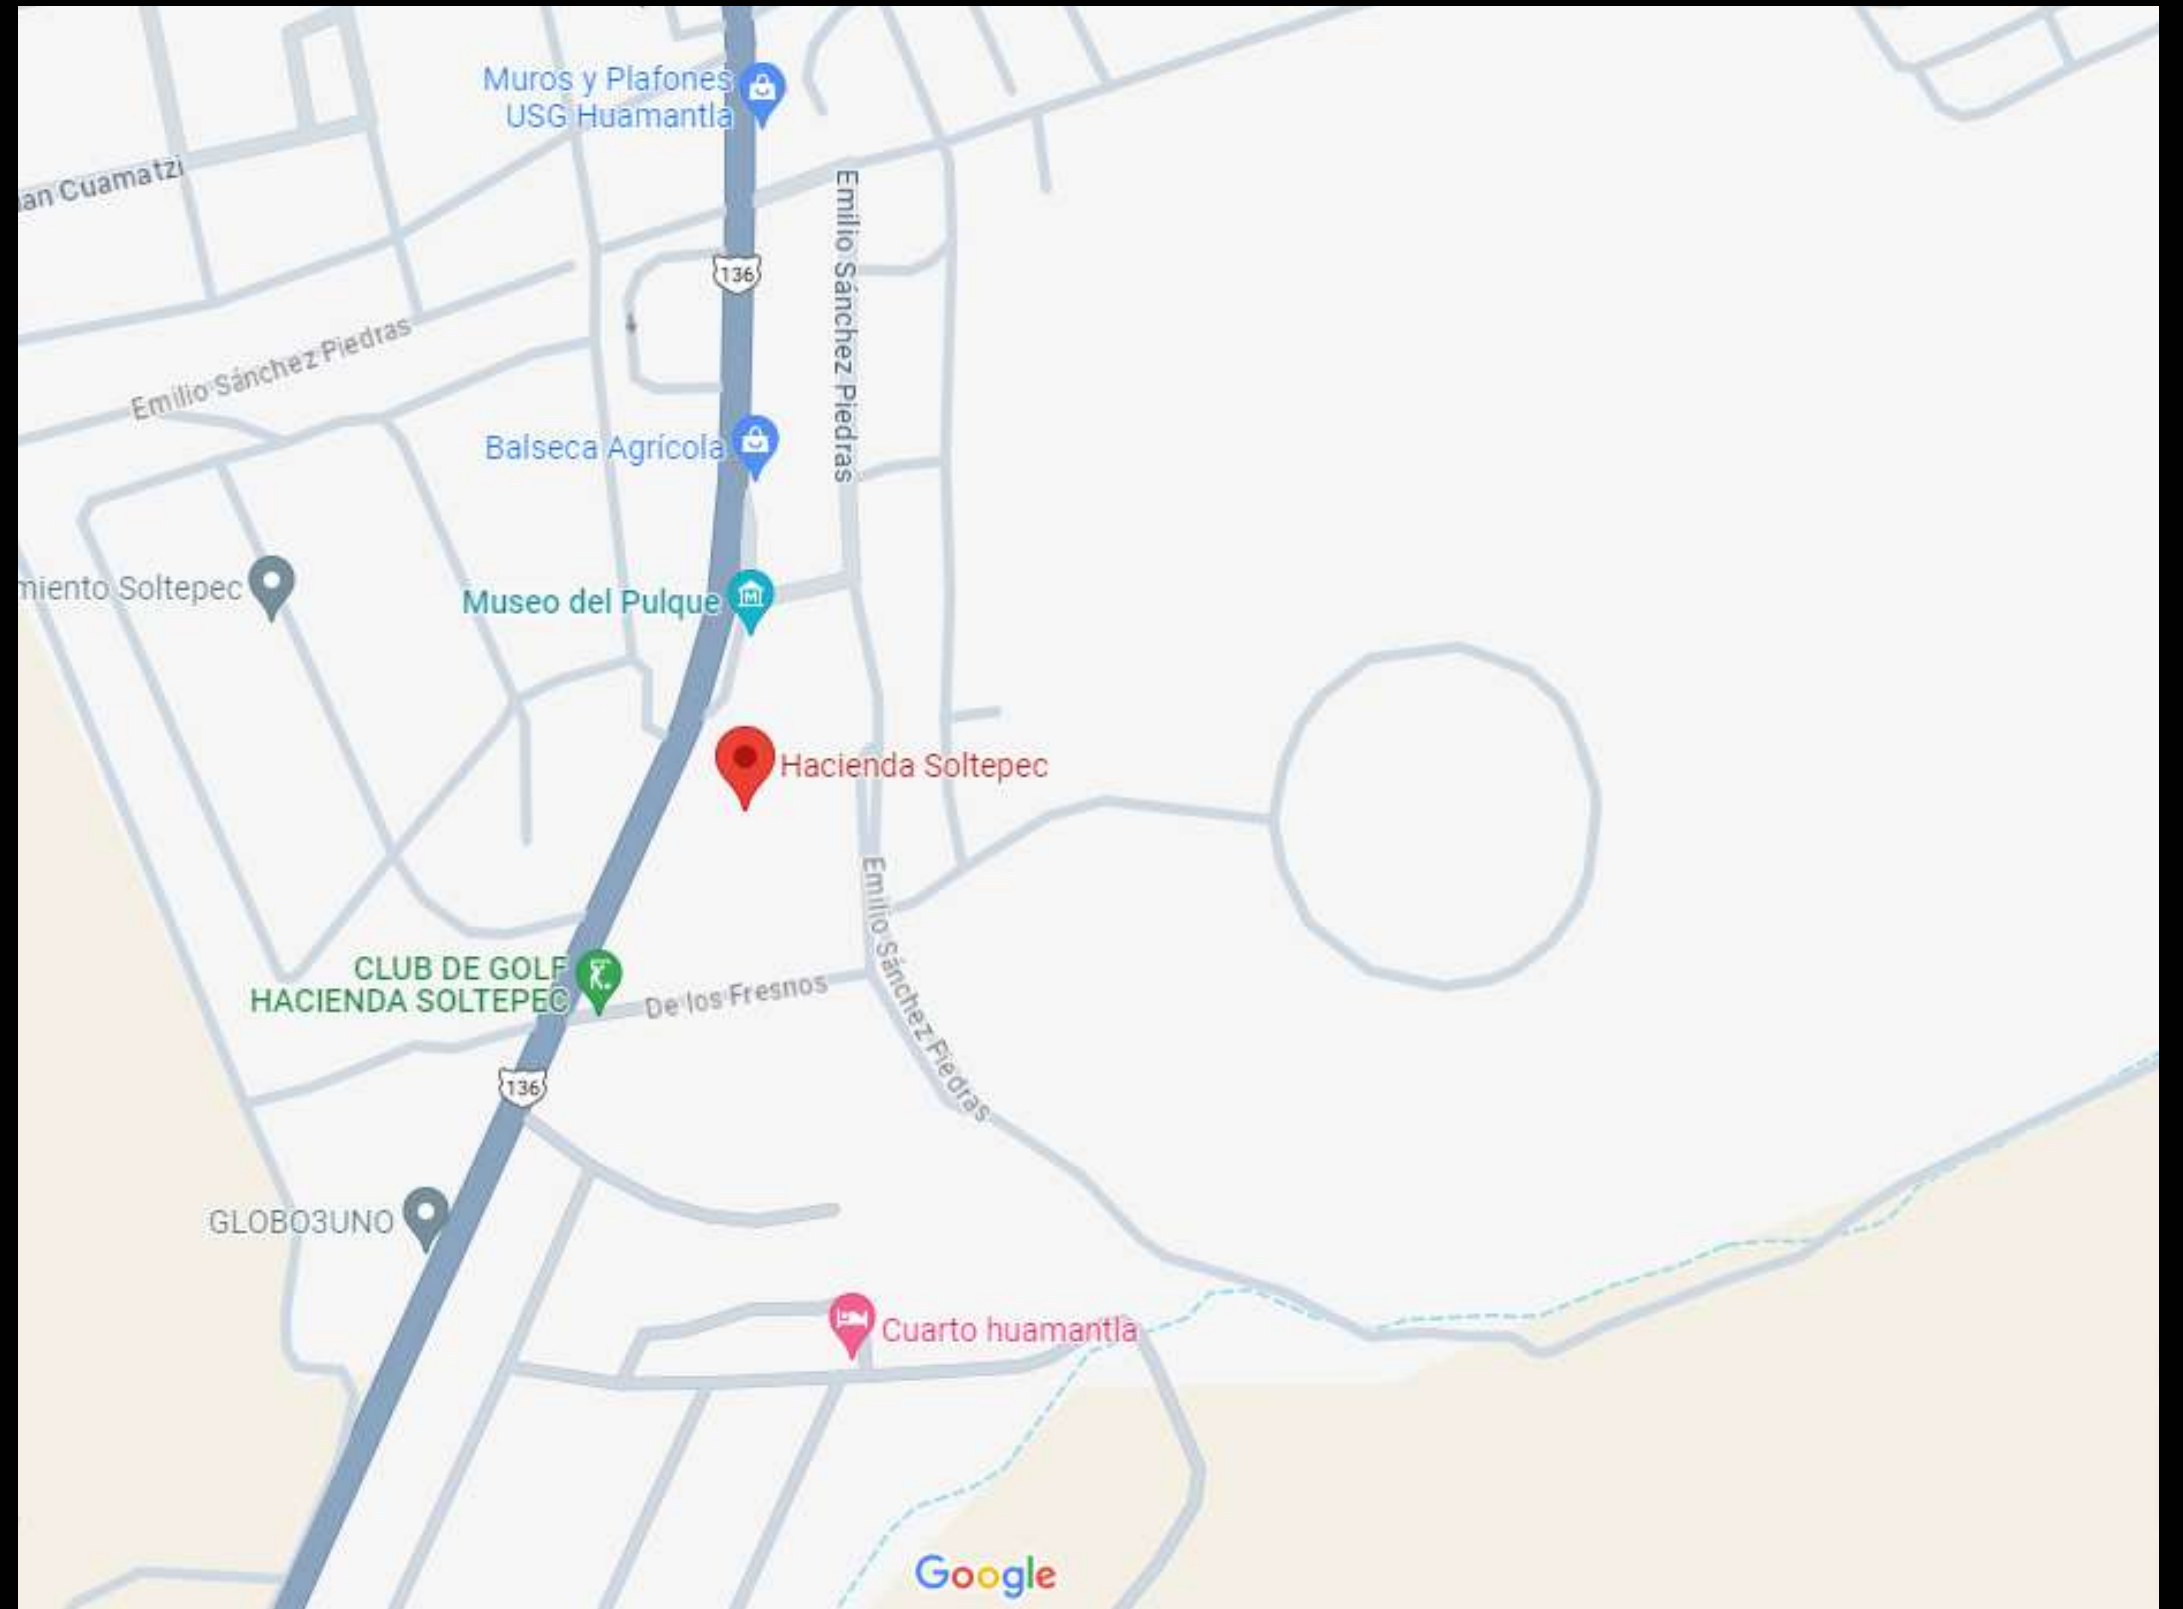 Muros y Plafones
USG Huamantla
an Cuamatzi
Emilio Sánchez Piedras
136
Emilio Sánchez Piedras
Balseca Agrícola
miento Soltepec
Museo del Pulque
Hacienda Soltepec
Emilio Sánchez Piedras
CLUB DE GOLF
HACIENDA SOLTEPEC
De los Fresnos
136
GLOBO3UNO
Cuarto huamantla
Google